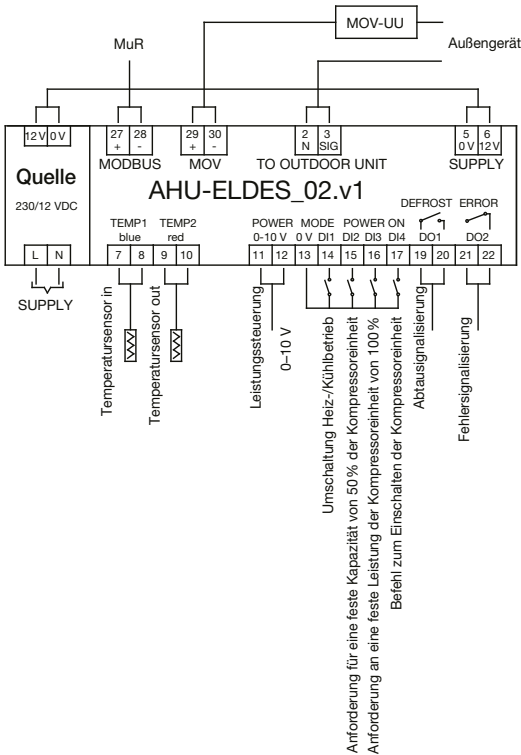 MOV-UU
MuR
Außengerät
12 V 0 V
27 28
+ -
29 30
+ -
2 3
N SIG
5 6
0 V 12 V
MODBUS
MOV
TO OUTDOOR UNIT
SUPPLY
Quelle
230/12 VDC
AHU-ELDES_02.v1
DEFROST ERROR
TEMP1 TEMP2
blue red
POWER MODE POWER ON
0-10 V 0 V DI1 DI2 DI3 DI4
DO1 DO2
L N
7 8 9 10 11 12 13 14 15 16 17 19 20 21 22
SUPPLY
Temperatursensor in
Temperatursensor out
Leistungssteuerung
0–10 V
Umschaltung Heiz-/Kühlbetrieb
Anforderung für eine feste Kapazität von 50 % der Kompressoreinheit
Anforderung an eine feste Leistung der Kompressoreinheit von 100 %
Befehl zum Einschalten der Kompressoreinheit
Abtausignalisierung
Fehlersignalisierung